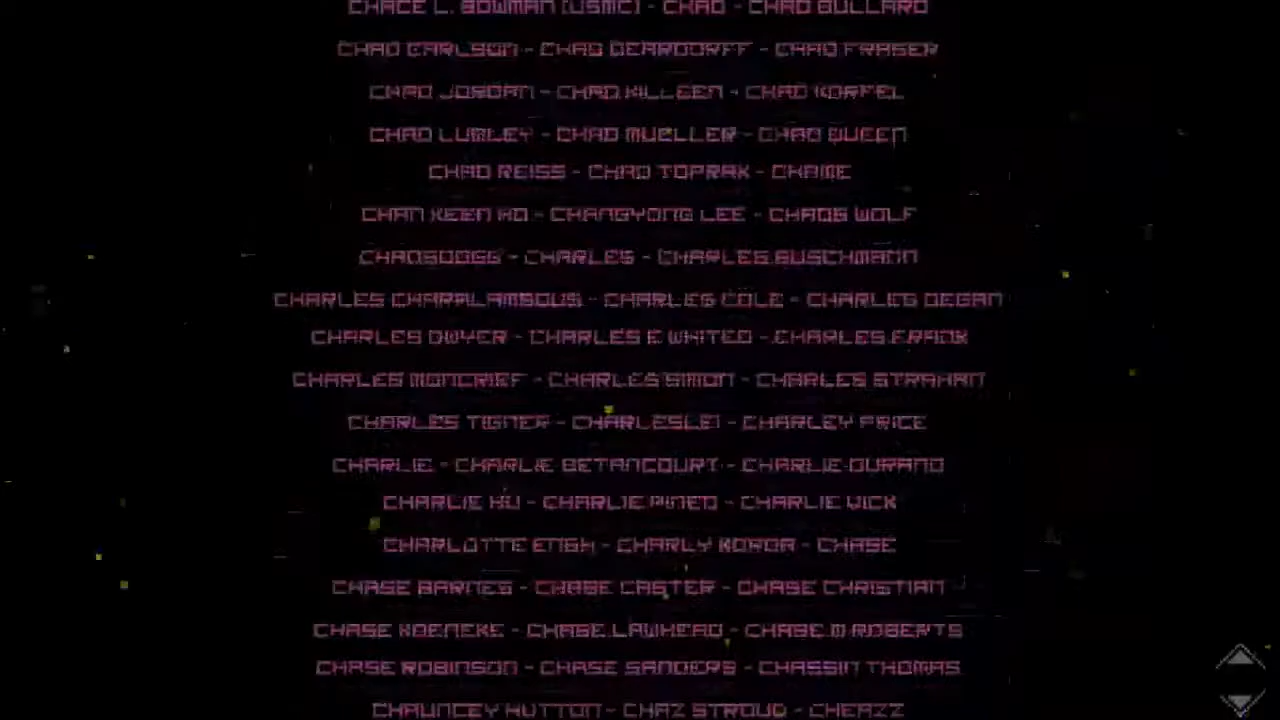 CHACE L. BOWMAN (USMC) - CHAD - CHAD BULLARD
CHAD CARLSON - CHAD DEARDORFF - CHAD FRASER
CHAD JORDAN - CHAD KILLEEN - CHAD KORFEL
CHAD LUMLEY - CHAD MUELLER - CHAD QUEEN
CHAD REISS - CHAD TOPRAK -
CHAN KEEN HO - CHANGYONG LEE - CHAOS WOLF
CHAOSDOGG - CHARLES - CHARLES BUSCHMANN
CHARLES CHARALAMBOUS - CHARLES COLE - CHARLES DEGAN
CHARLES DWYER - CHARLES E WHITED - CHARLES FRANK
CHARLES MONCRIEF - CHARLES SIMON - CHARLES STRAHAN
CHARLES TIGNER - CHARLESLEI - CHARLEY PRICE
CHARLIE - CHARLIE BETANCOURT - CHARLIE DURAND
CHARLIE HU - CHARLIE PINEO - CHARLIE VICK
CHARLOTTE ENGH - CHARLY - CHASE
CHASE BARNES - CHASE CASTER - CHASE CHRISTIAN
CHASE KOENEKE - CHASE LAWHEAD - CHASE M ROBERTS
CHASE ROBINSON - CHASE SANDERS - CHASSIN THOMAS
CHAUNCEY HUTTON - CHAZ STROUD - CHEAZZ